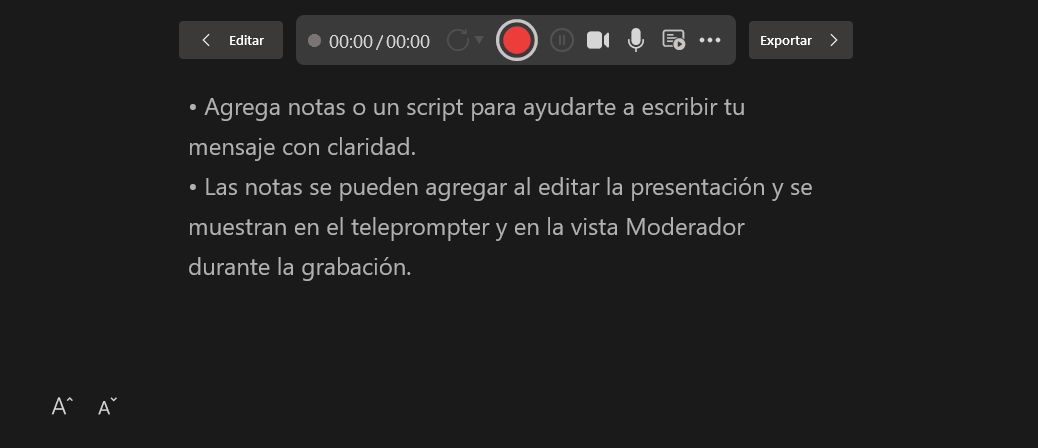 Editar
00:00/00:00
Exportar
• Agrega notas o un script para ayudarte a escribir tu
mensaje con claridad.
• Las notas se pueden agregar al editar la presentación y se
muestran en el teleprompter y en la vista Moderador
durante la grabación.
A^ Aˇ